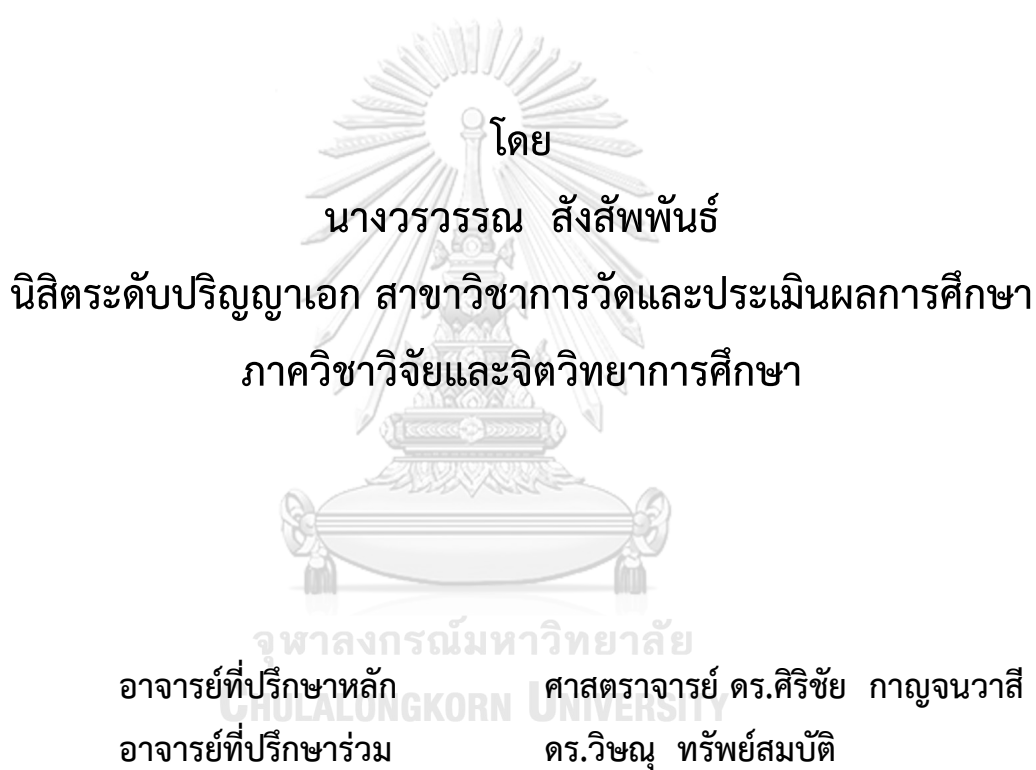 โดย
นางวรวรรณ สังสัพพันธ์
นิสิตระดับปริญญาเอก สาขาวิชาการวัดและประเมินผลการศึกษา
ภาควิชาวิจัยและจิตวิทยาการศึกษา
จุฬาลงกรณ์มหาวิทยาลัย
อาจารย์ที่ปรึกษาหลัก ศาสตราจารย์ ดร.ศิริชัย กาญจนวาสี
CHULALONGKORN UNIVERSITY
อาจารย์ที่ปรึกษาร่วม ดร.วิษณุ ทรัพย์สมบัติ